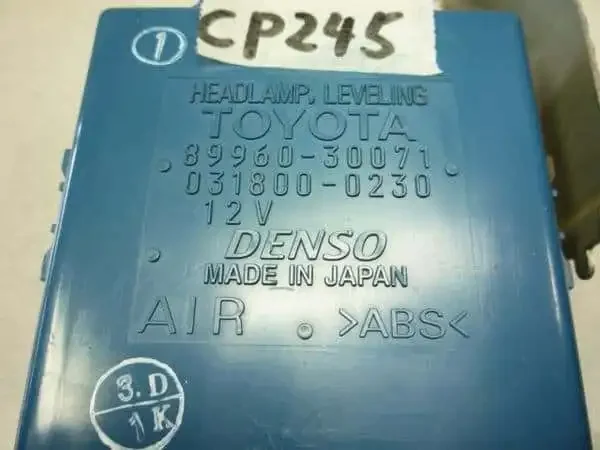 CP245
1
HEADLAMP, LEVELING
TOYOTA
89960-30071
031800-0230
12V
DENSO
MADE IN JAPAN
AIR >ABS<
3.D
1K